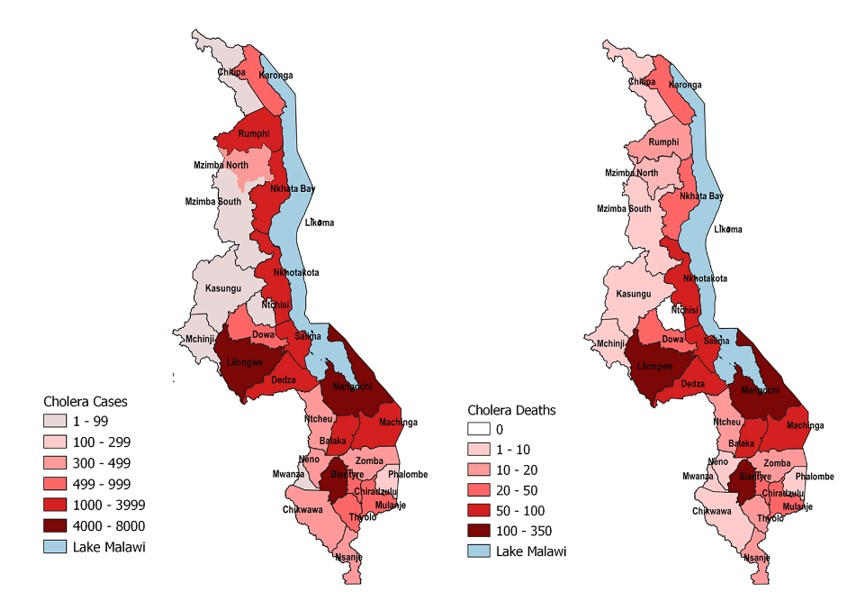 Chitipa
Karonga
Rumphi
Mzimba North
Nkhata Bay
Mzimba South
Likoma
Nkhotakota
Kasungu
Ntchisi
Mchinji
Dowa
Salima
Lilongwe
Dedza
Mangochi
Ntcheu
Machinga
Balaka
Neno
Zomba
Mwanza
Blantyre
Phalombe
Chiradzulu
Chikwawa
Mulanje
Thyolo
Nsanje
Cholera Cases
1 - 99
100 - 299
300 - 499
499 - 999
1000 - 3999
4000 - 8000
Lake Malawi
Chitipa
Karonga
Rumphi
Mzimba North
Nkhata Bay
Mzimba South
Likoma
Nkhotakota
Kasungu
Ntchisi
Mchinji
Dowa
Salima
Lilongwe
Dedza
Mangochi
Ntcheu
Machinga
Balaka
Neno
Zomba
Mwanza
Blantyre
Phalombe
Chiradzulu
Chikwawa
Mulanje
Thyolo
Nsanje
Cholera Deaths
0
1 - 10
10 - 20
20 - 50
50 - 100
100 - 350
Lake Malawi